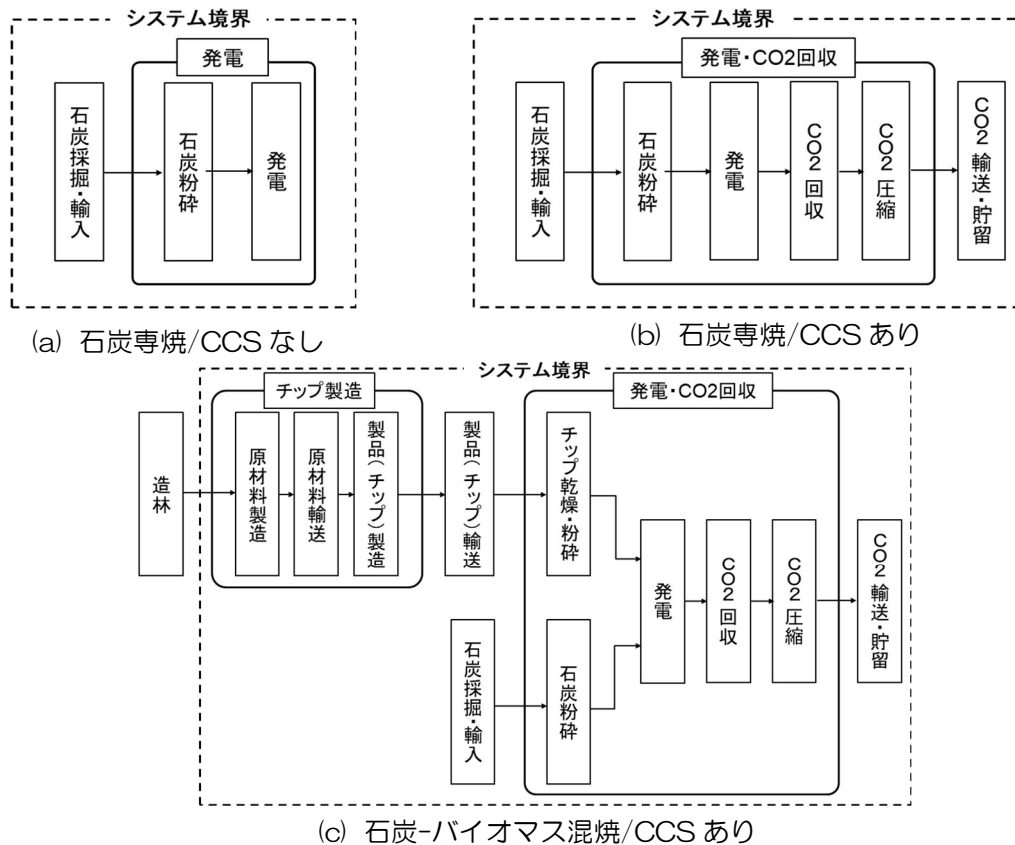 システム境界
発電
石炭採掘・輸入
石炭粉砕
発電
(a) 石炭専焼/CCS なし
システム境界
発電・CO2回収
石炭採掘・輸入
石炭粉砕
発電
CO2回収
CO2圧縮
CO2輸送・貯留
(b) 石炭専焼/CCS あり
システム境界
チップ製造
造林
原材料製造
原材料輸送
製品(チップ)製造
製品(チップ)輸送
発電・CO2回収
チップ乾燥・粉砕
石炭採掘・輸入
石炭粉砕
発電
CO2回収
CO2圧縮
CO2輸送・貯留
(c) 石炭-バイオマス混焼/CCS あり